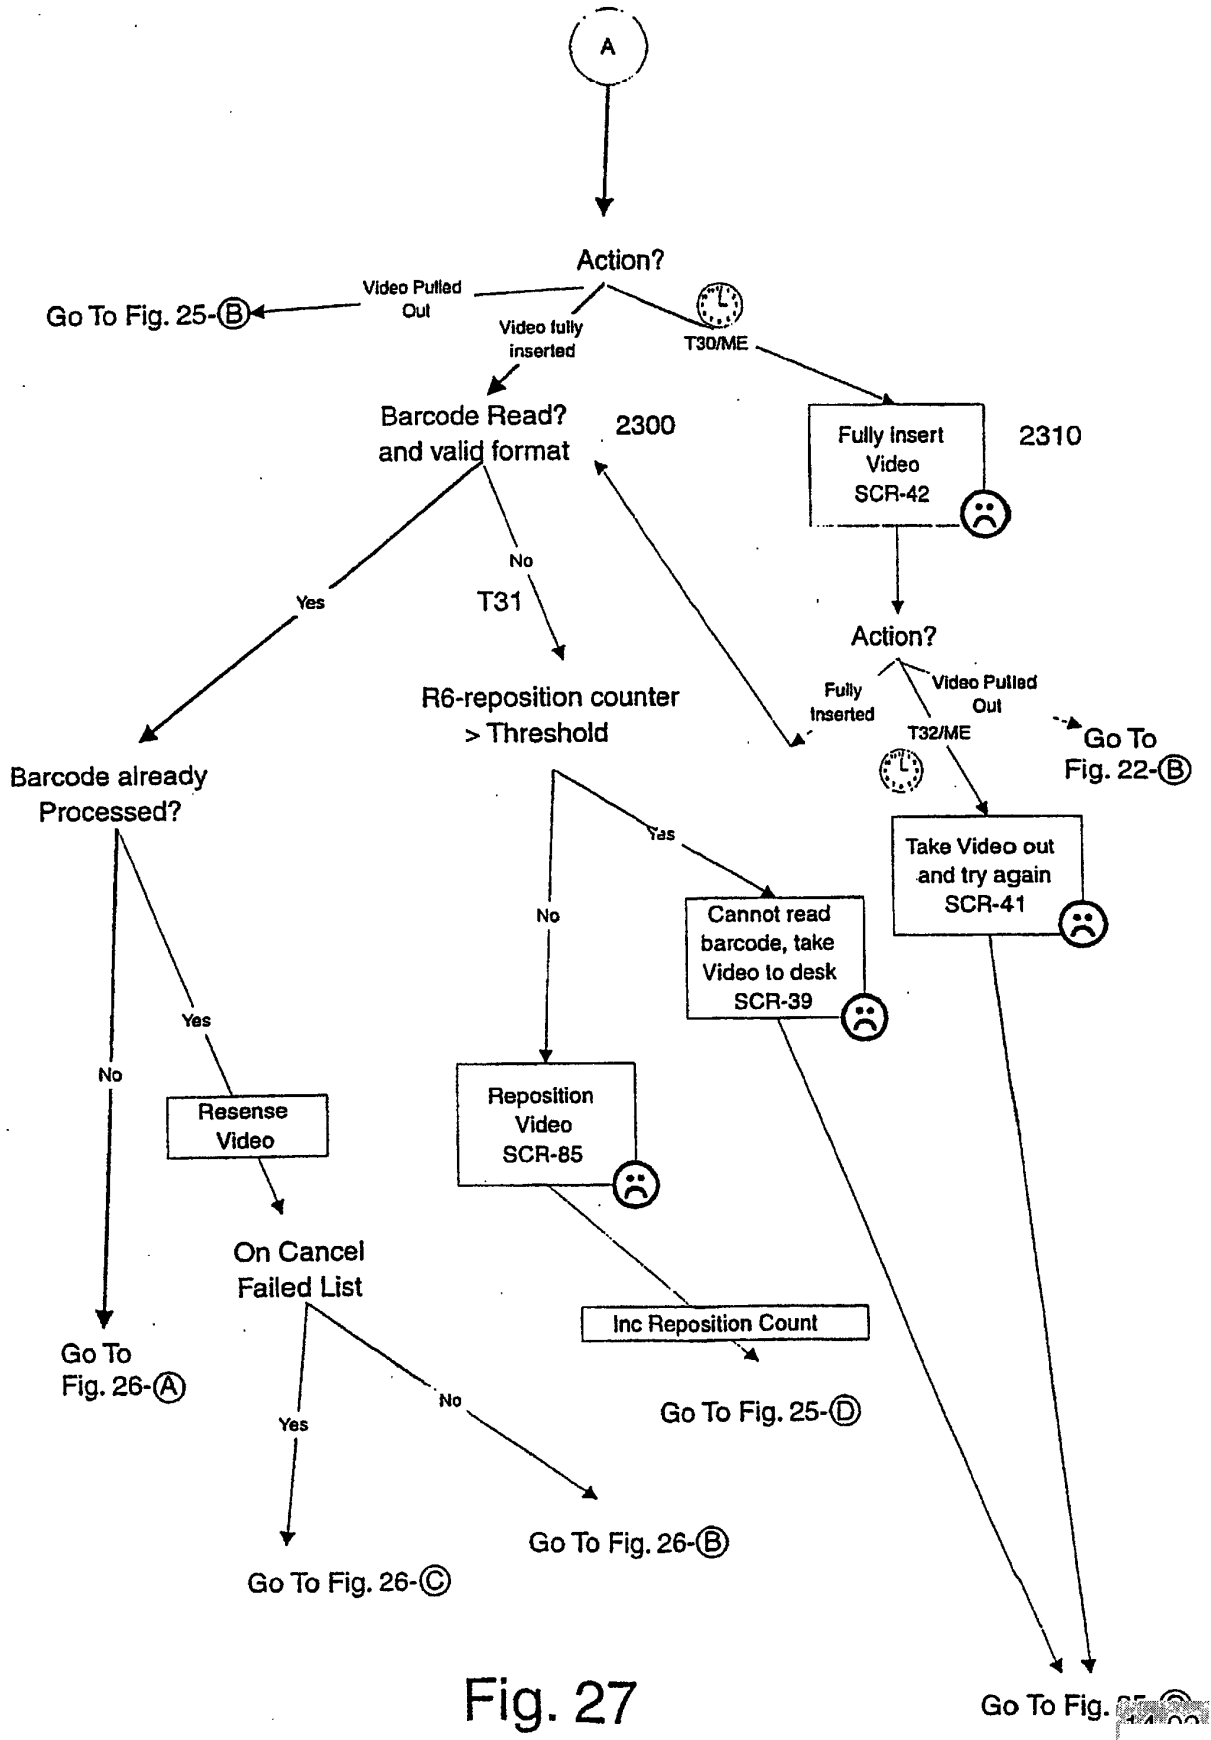 A
Action?
Video Pulled
Out
Go To Fig. 25-B
Video fully
inserted
T30/ME
Barcode Read?
and valid format
2300
Fully insert
Video
SCR-42
2310
No
T31
Yes
Action?
Fully
Inserted
Video Pulled
Out
T32/ME
Go To
Fig. 22-B
R6-reposition counter
> Threshold
Barcode already
Processed?
Yes
Take Video out
and try again
SCR-41
No
Cannot read
barcode, take
Video to desk
SCR-39
Yes
No
Resense
Video
Reposition
Video
SCR-85
On Cancel
Failed List
Inc Reposition Count
Go To
Fig. 26-A
No
Yes
Go To Fig. 25-D
Go To Fig. 26-B
Go To Fig. 26-C
Fig. 27
Go To Fig.